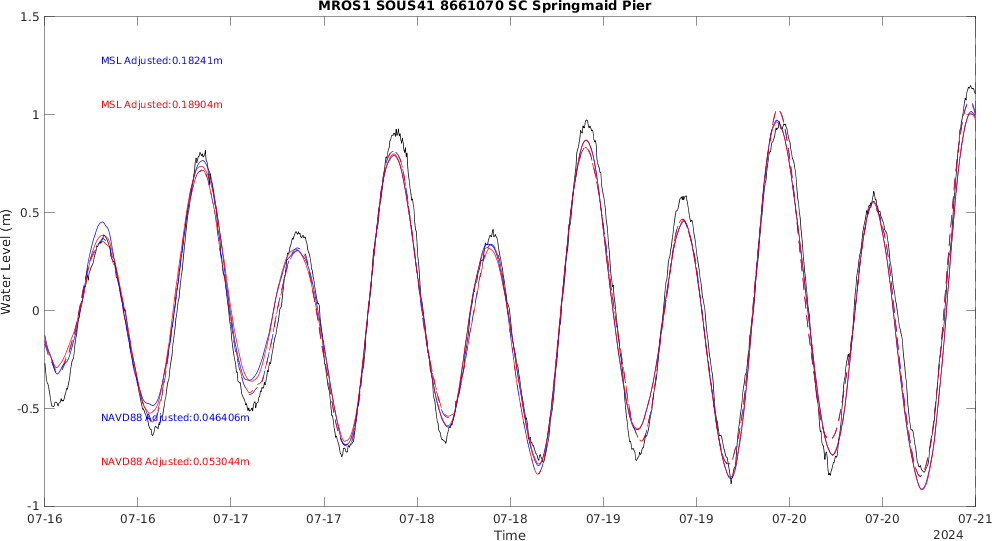 MROS1 SOUS41 8661070 SC Springmaid Pier
1.5
MSL Adjusted:0.18241m
MSL Adjusted:0.18904m
1
0.5
Water Level (m)
0
-0.5
NAVD88 Adjusted:0.046406m
NAVD88 Adjusted:0.053044m
-1
07-16 07-16 07-17 07-17 07-18 07-18 07-19 07-19 07-20 07-20 07-21
Time 2024